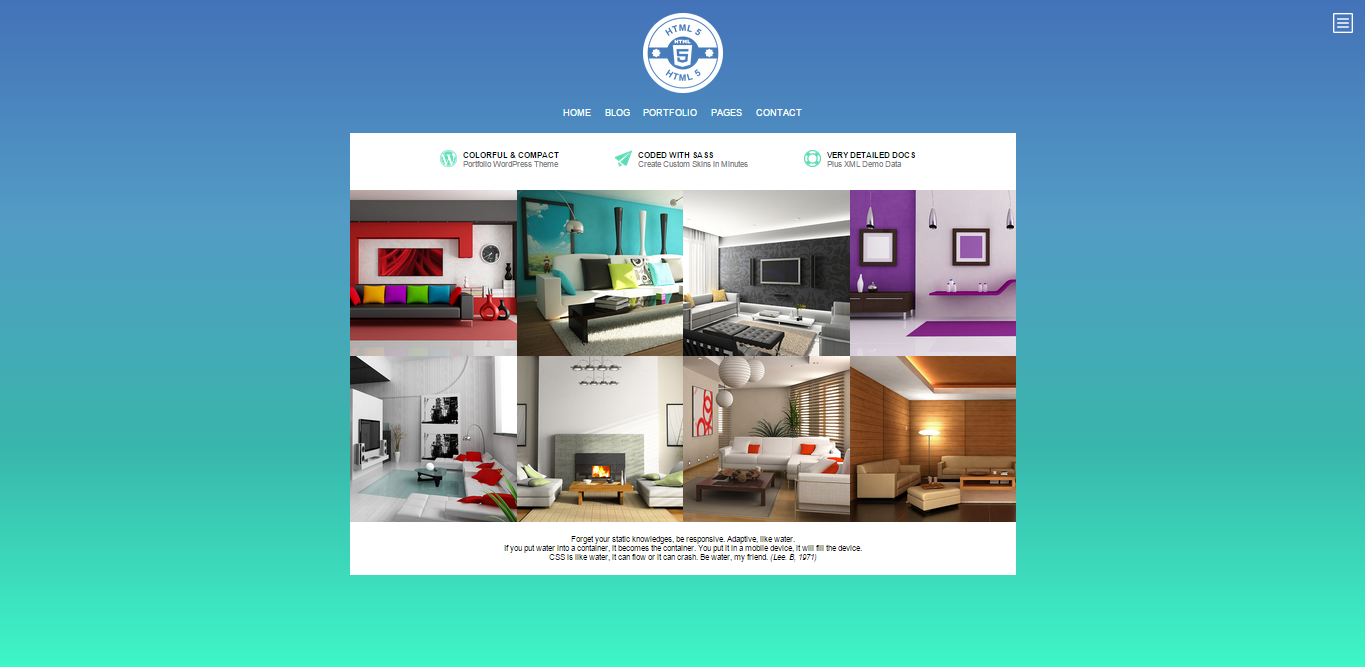 HTML 5
HTML
5
HTML 5
HOME BLOG PORTFOLIO PAGES CONTACT
COLORFUL & COMPACT
Portfolio WordPress Theme
CODED WITH SASS
Create Custom Skins in Minutes
VERY DETAILED DOCS
Plus XML Demo Data
Forget your static knowledges, be responsive. Adaptive, like water.
If you put water into a container, it becomes the container. You put it in a mobile device, it will fill the device.
CSS is like water, it can flow or it can crash. Be water, my friend. (Lee. B, 1971)